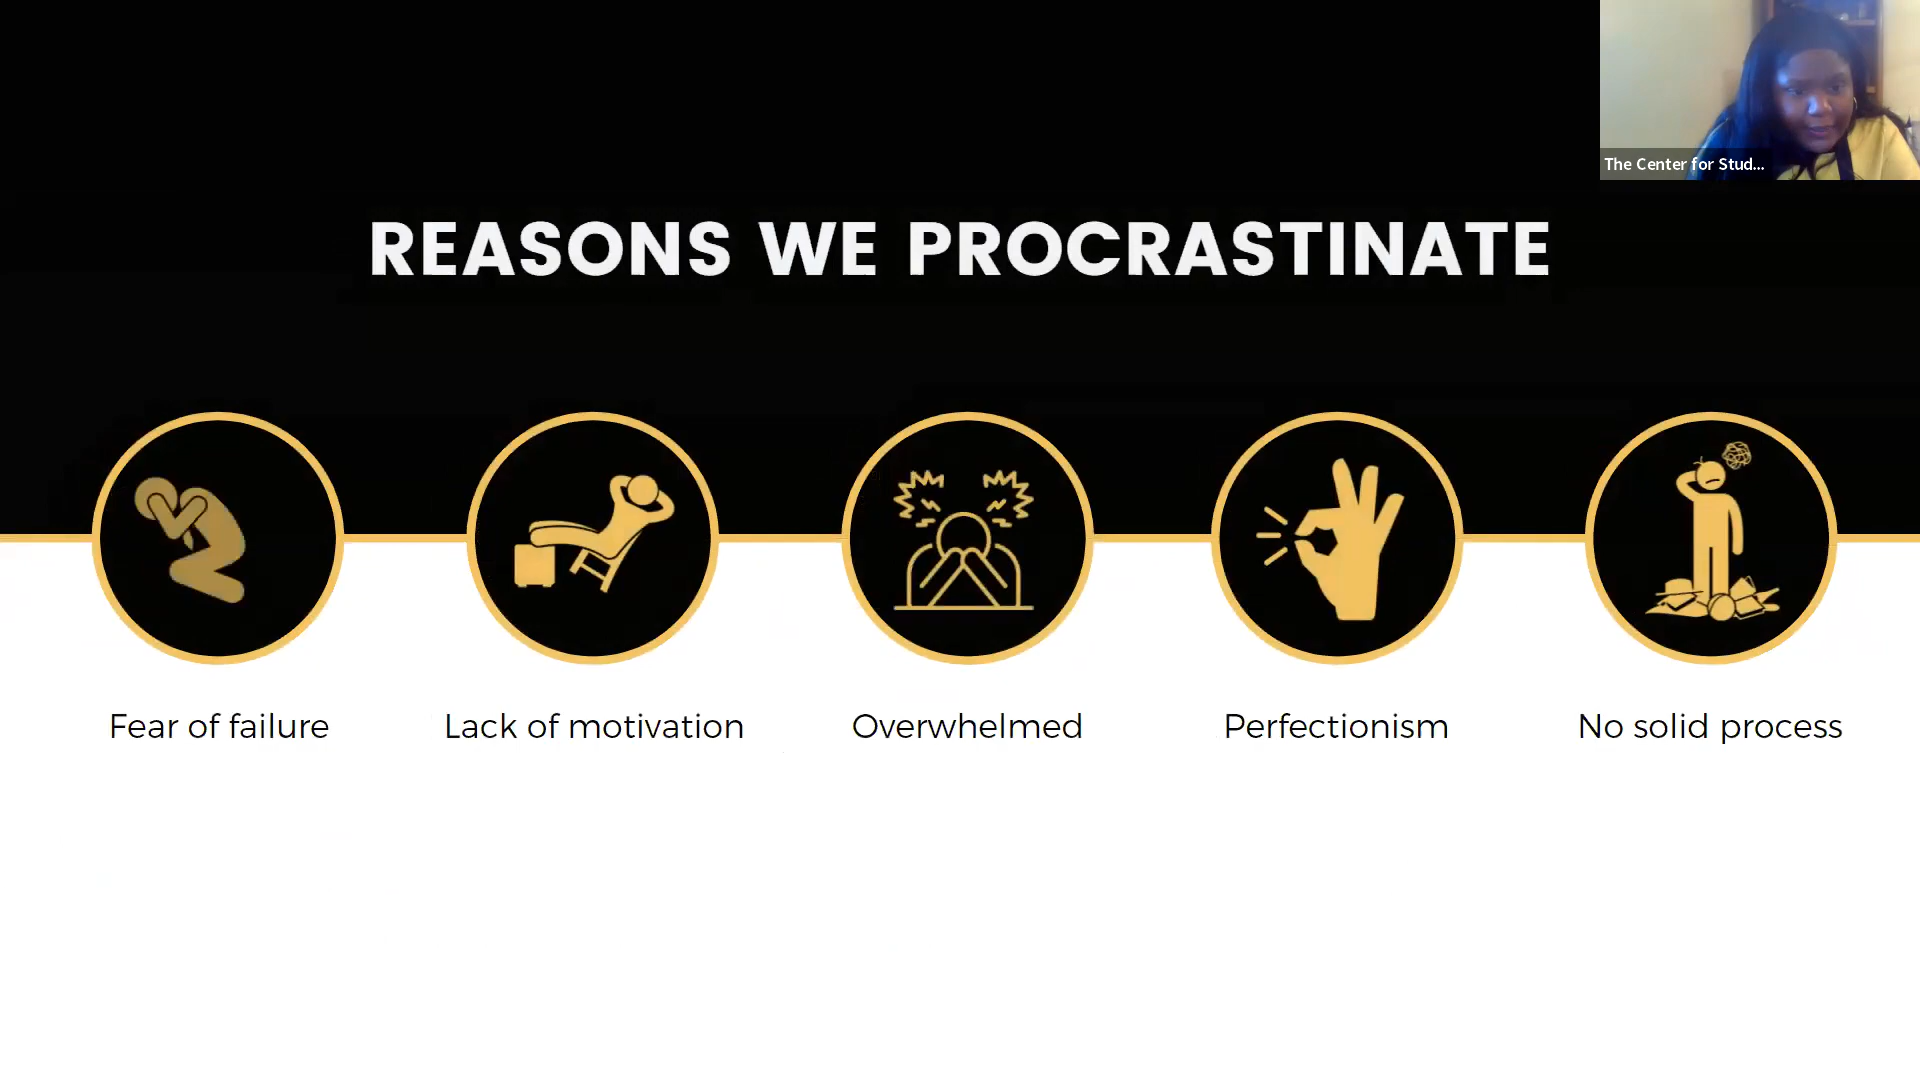 The Center for Stud...
REASONS WE PROCRASTINATE
Fear of failure
Lack of motivation
Overwhelmed
Perfectionism
No solid process